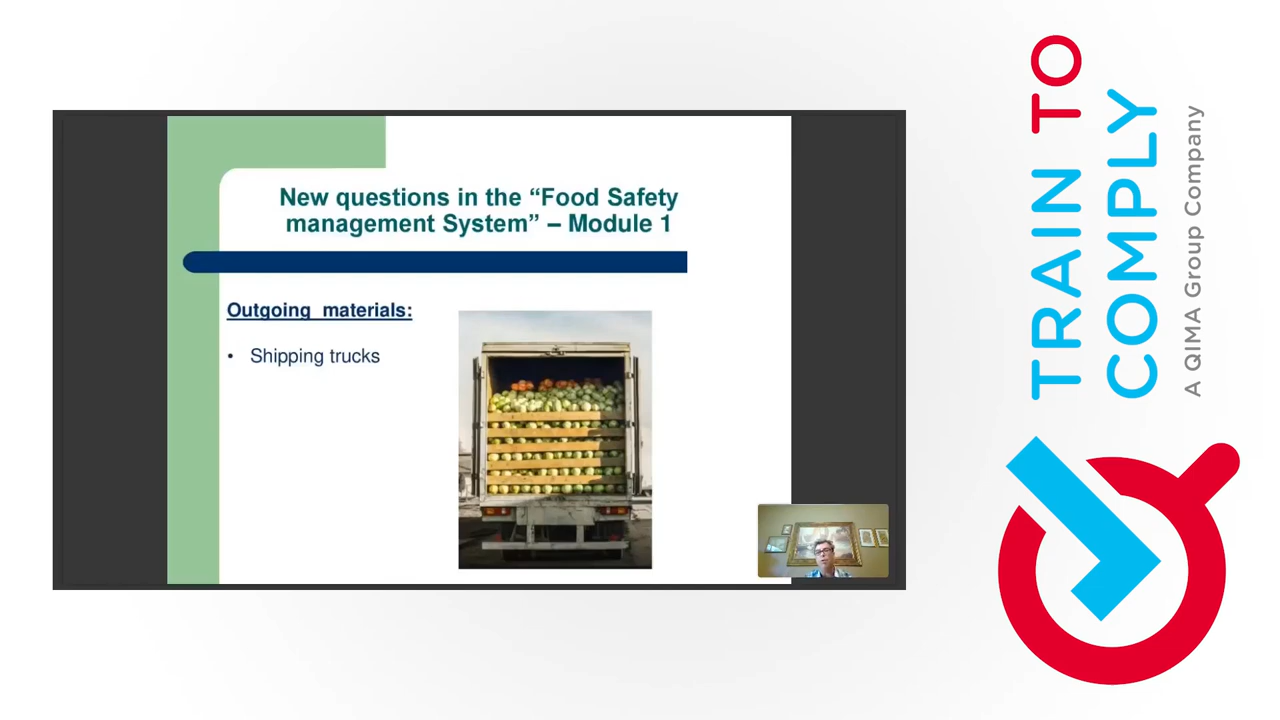 New questions in the “Food Safety
management System” – Module 1
Outgoing materials:
• Shipping trucks
TRAIN TO
COMPLY
A QIMA Group Company